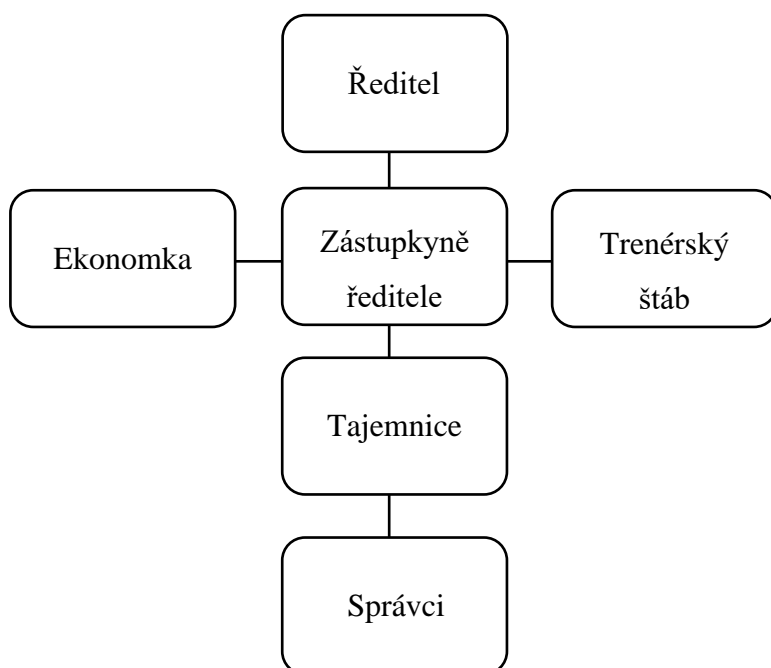 Ředitel
Ekonomka
Zástupkyně
ředitele
Trenérský
štáb
Tajemnice
Správci